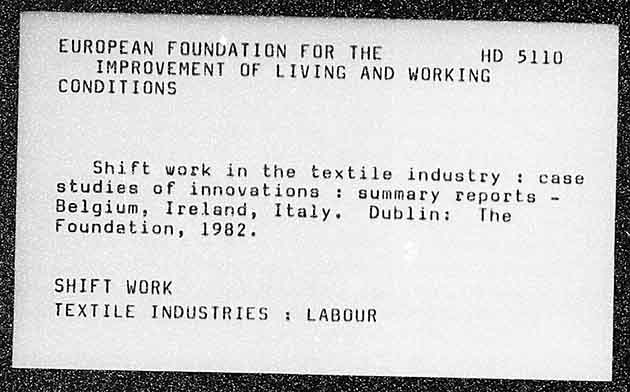 EUROPEAN FOUNDATION FOR THE HD 5110
IMPROVEMENT OF LIVING AND WORKING
CONDITIONS
Shift work in the textile industry : case
studies of innovations : summary reports -
Belgium, Ireland, Italy. Dublin: The
Foundation, 1982.
SHIFT WORK
TEXTILE INDUSTRIES : LABOUR